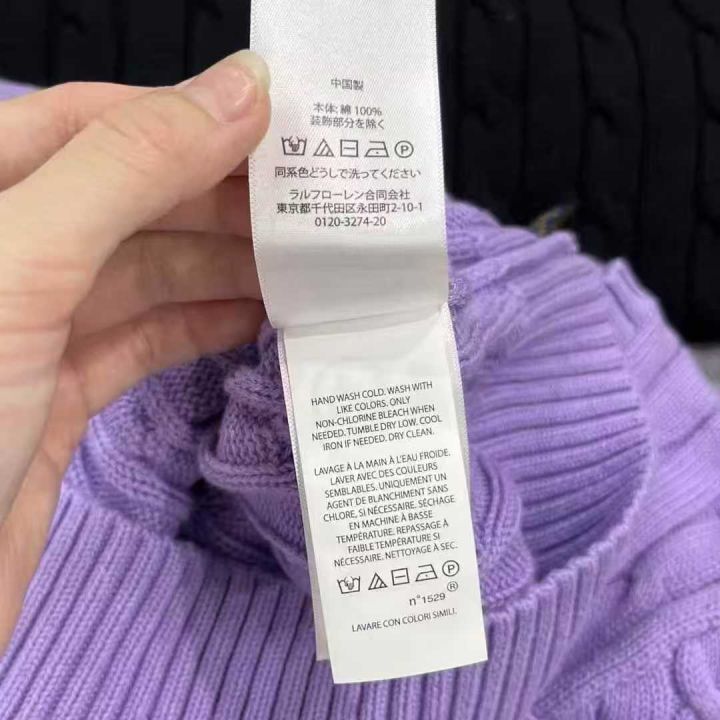 中国製
本体: 綿 100%
装飾部分を除く
P
同系色どうしで洗ってください
ラルフローレン合同会社
東京都千代田区永田町2-10-1
0120-3274-20
HAND WASH COLD. WASH WITH
LIKE COLORS. ONLY
NON-CHLORINE BLEACH WHEN
NEEDED. TUMBLE DRY LOW. COOL
IRON IF NEEDED. DRY CLEAN.
LAVAGE À LA MAIN À L'EAU FROIDE.
LAVER AVEC DES COULEURS
SEMBLABLES. UNIQUEMENT UN
AGENT DE BLANCHIMENT SANS
CHLORE, SI NÉCESSAIRE. SÉCHAGE
EN MACHINE À BASSE
TEMPÉRATURE. REPASSAGE À
FAIBLE TEMPÉRATURE SI
NÉCESSAIRE. NETTOYAGE À SEC.
P
®
n°1529
LAVARE CON COLORI SIMILI.